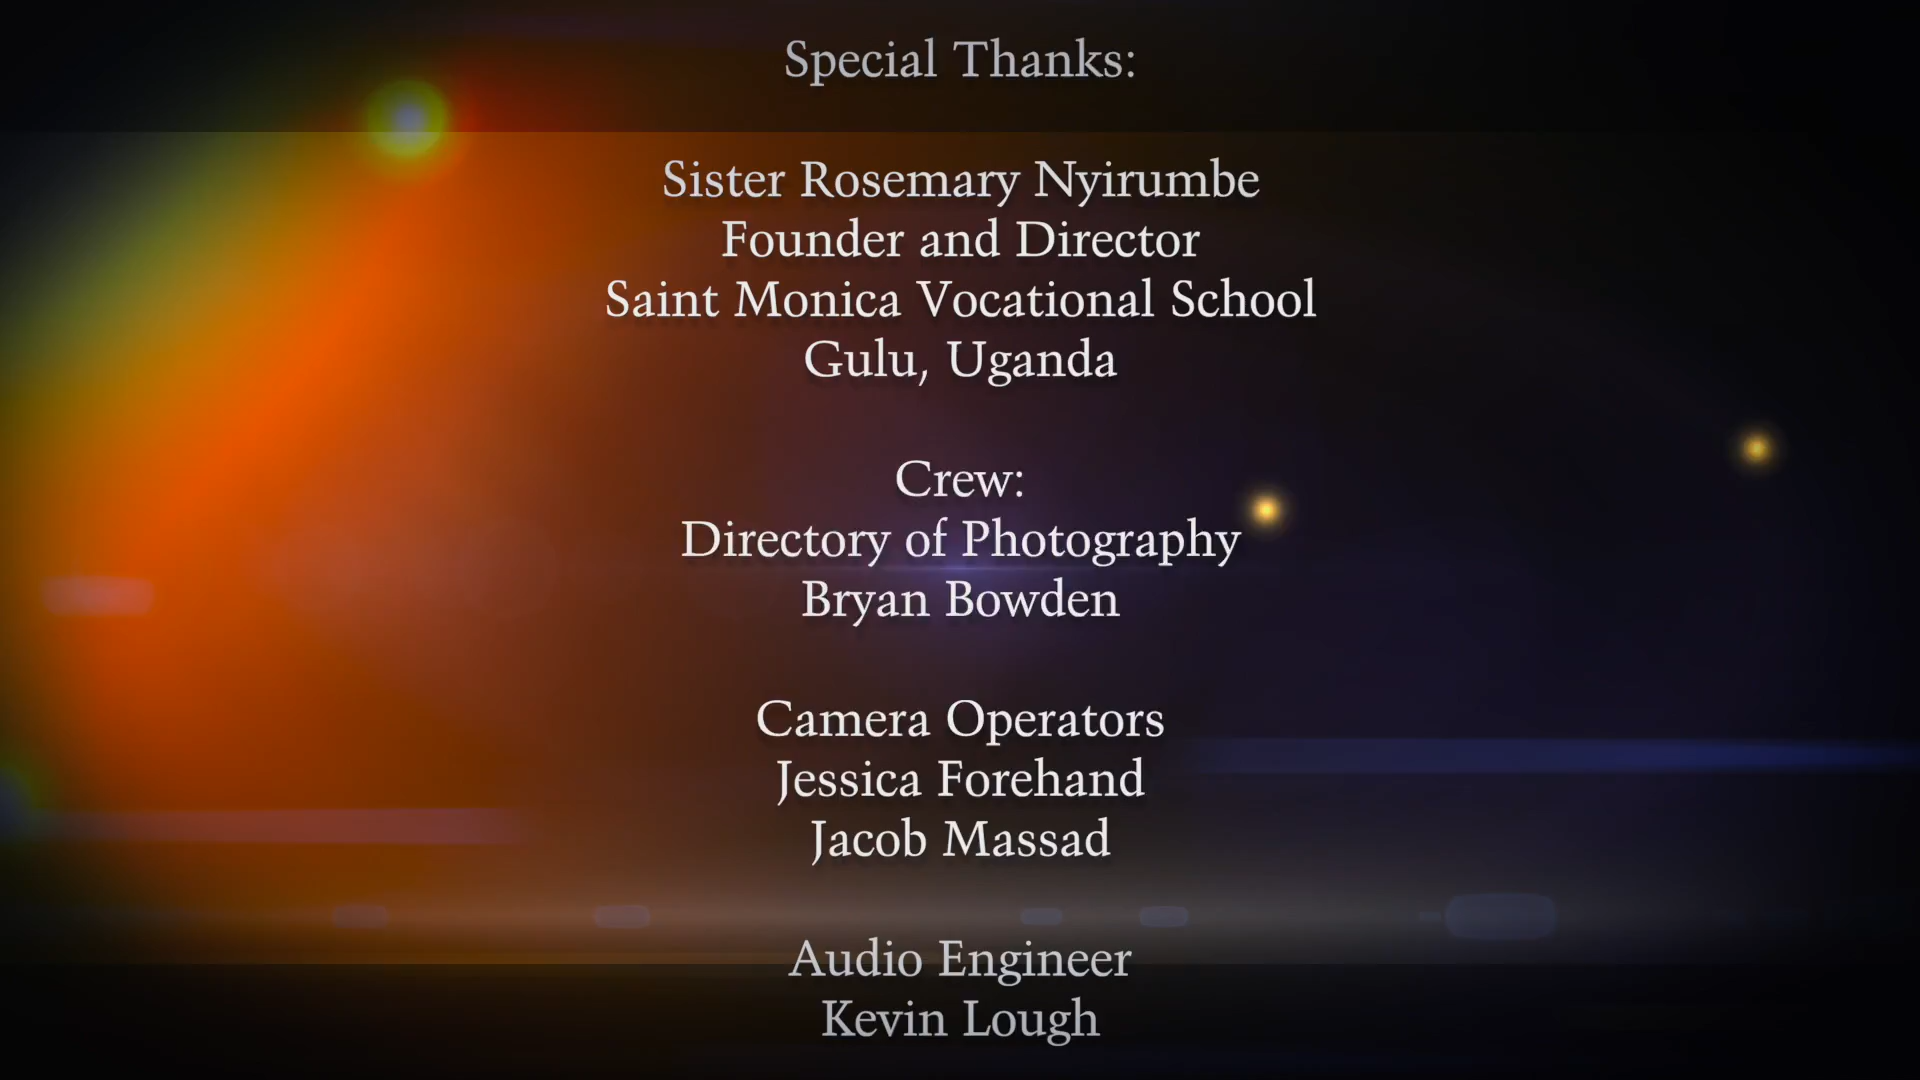 Special Thanks:
Sister Rosemary Nyirumbe
Founder and Director
Saint Monica Vocational School
Gulu, Uganda
Crew:
Directory of Photography
Bryan Bowden
Camera Operators
Jessica Forehand
Jacob Massad
Audio Engineer
Kevin Lough